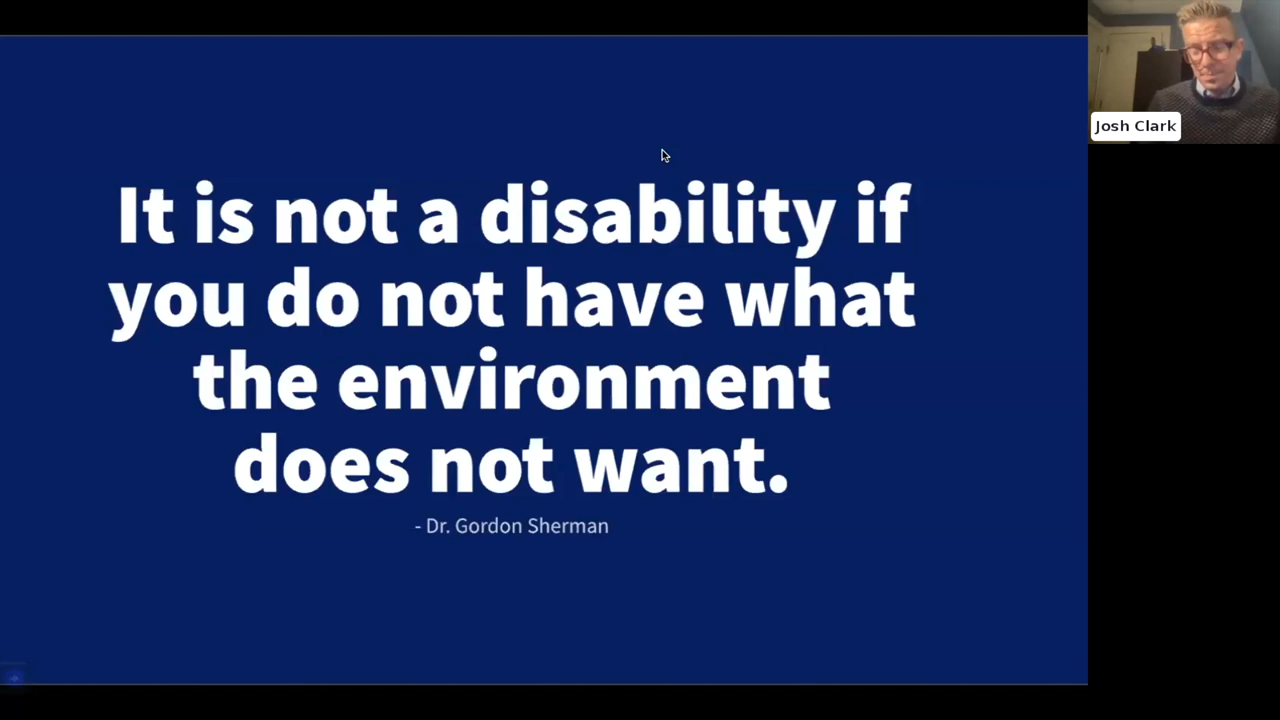 It is not a disability if
you do not have what
the environment
does not want.
- Dr. Gordon Sherman
Josh Clark